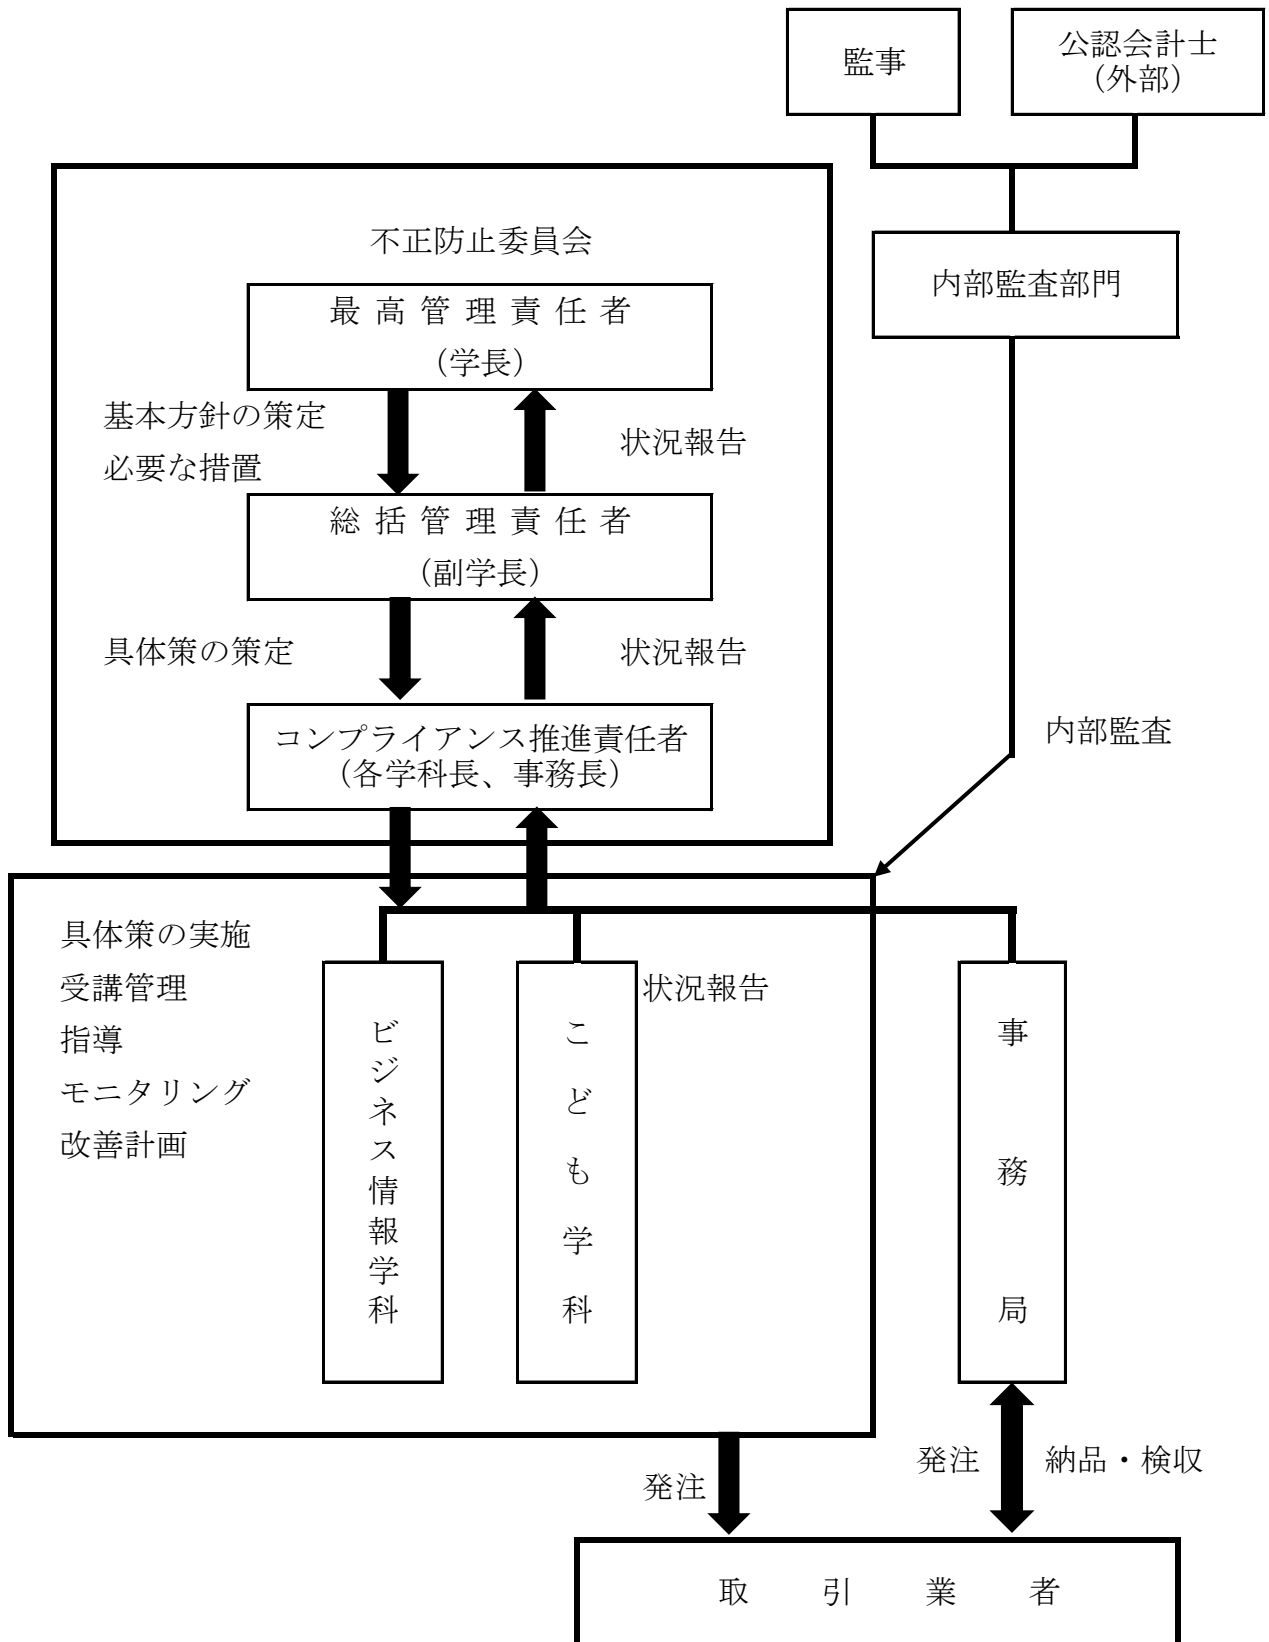 監事
公認会計士
（外部）
不正防止委員会
内部監査部門
最高管理責任者
（学長）
基本方針の策定
必要な措置
状況報告
総括管理責任者
（副学長）
具体策の策定
状況報告
コンプライアンス推進責任者
（各学科長、事務長）
内部監査
具体策の実施
受講管理
指導
モニタリング
改善計画
ビジネス情報学科
こども学科
状況報告
事務局
発注
発注
納品・検収
取引業者